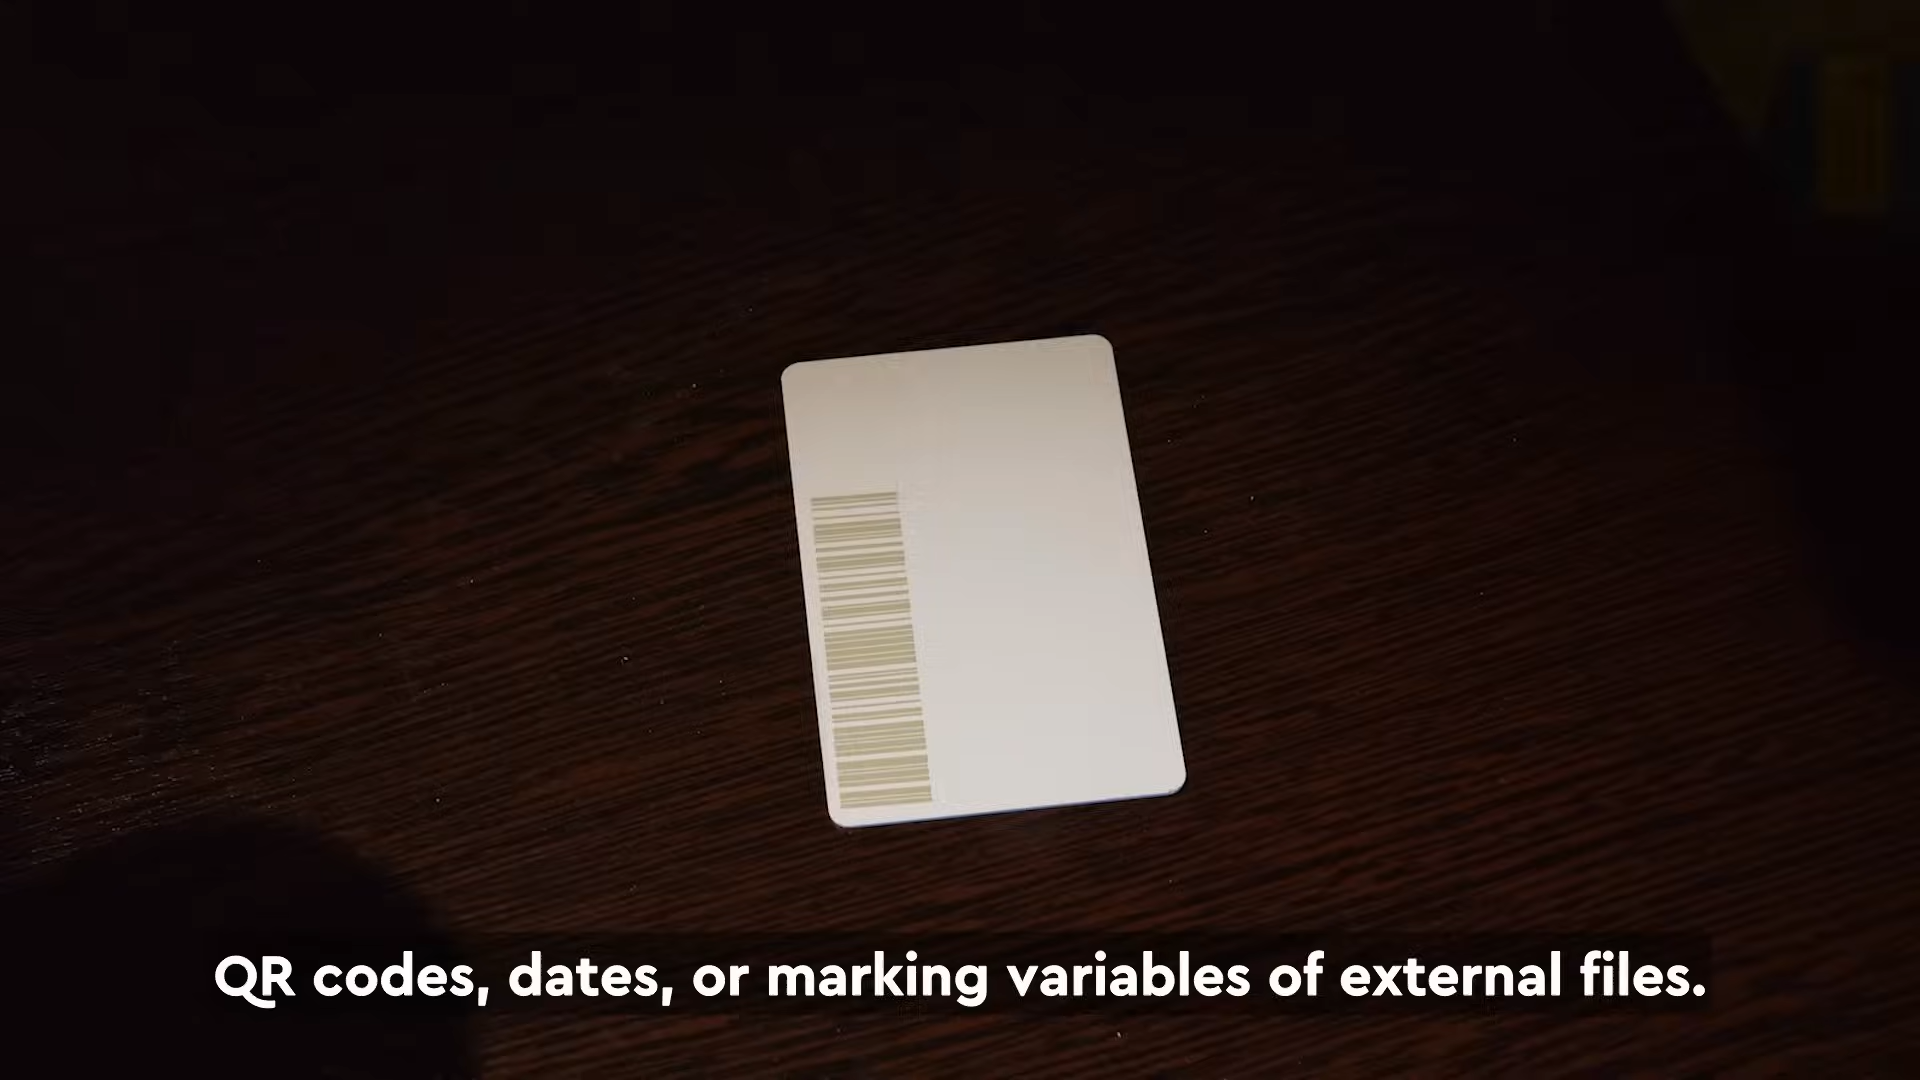 QR codes, dates, or marking variables of external files.